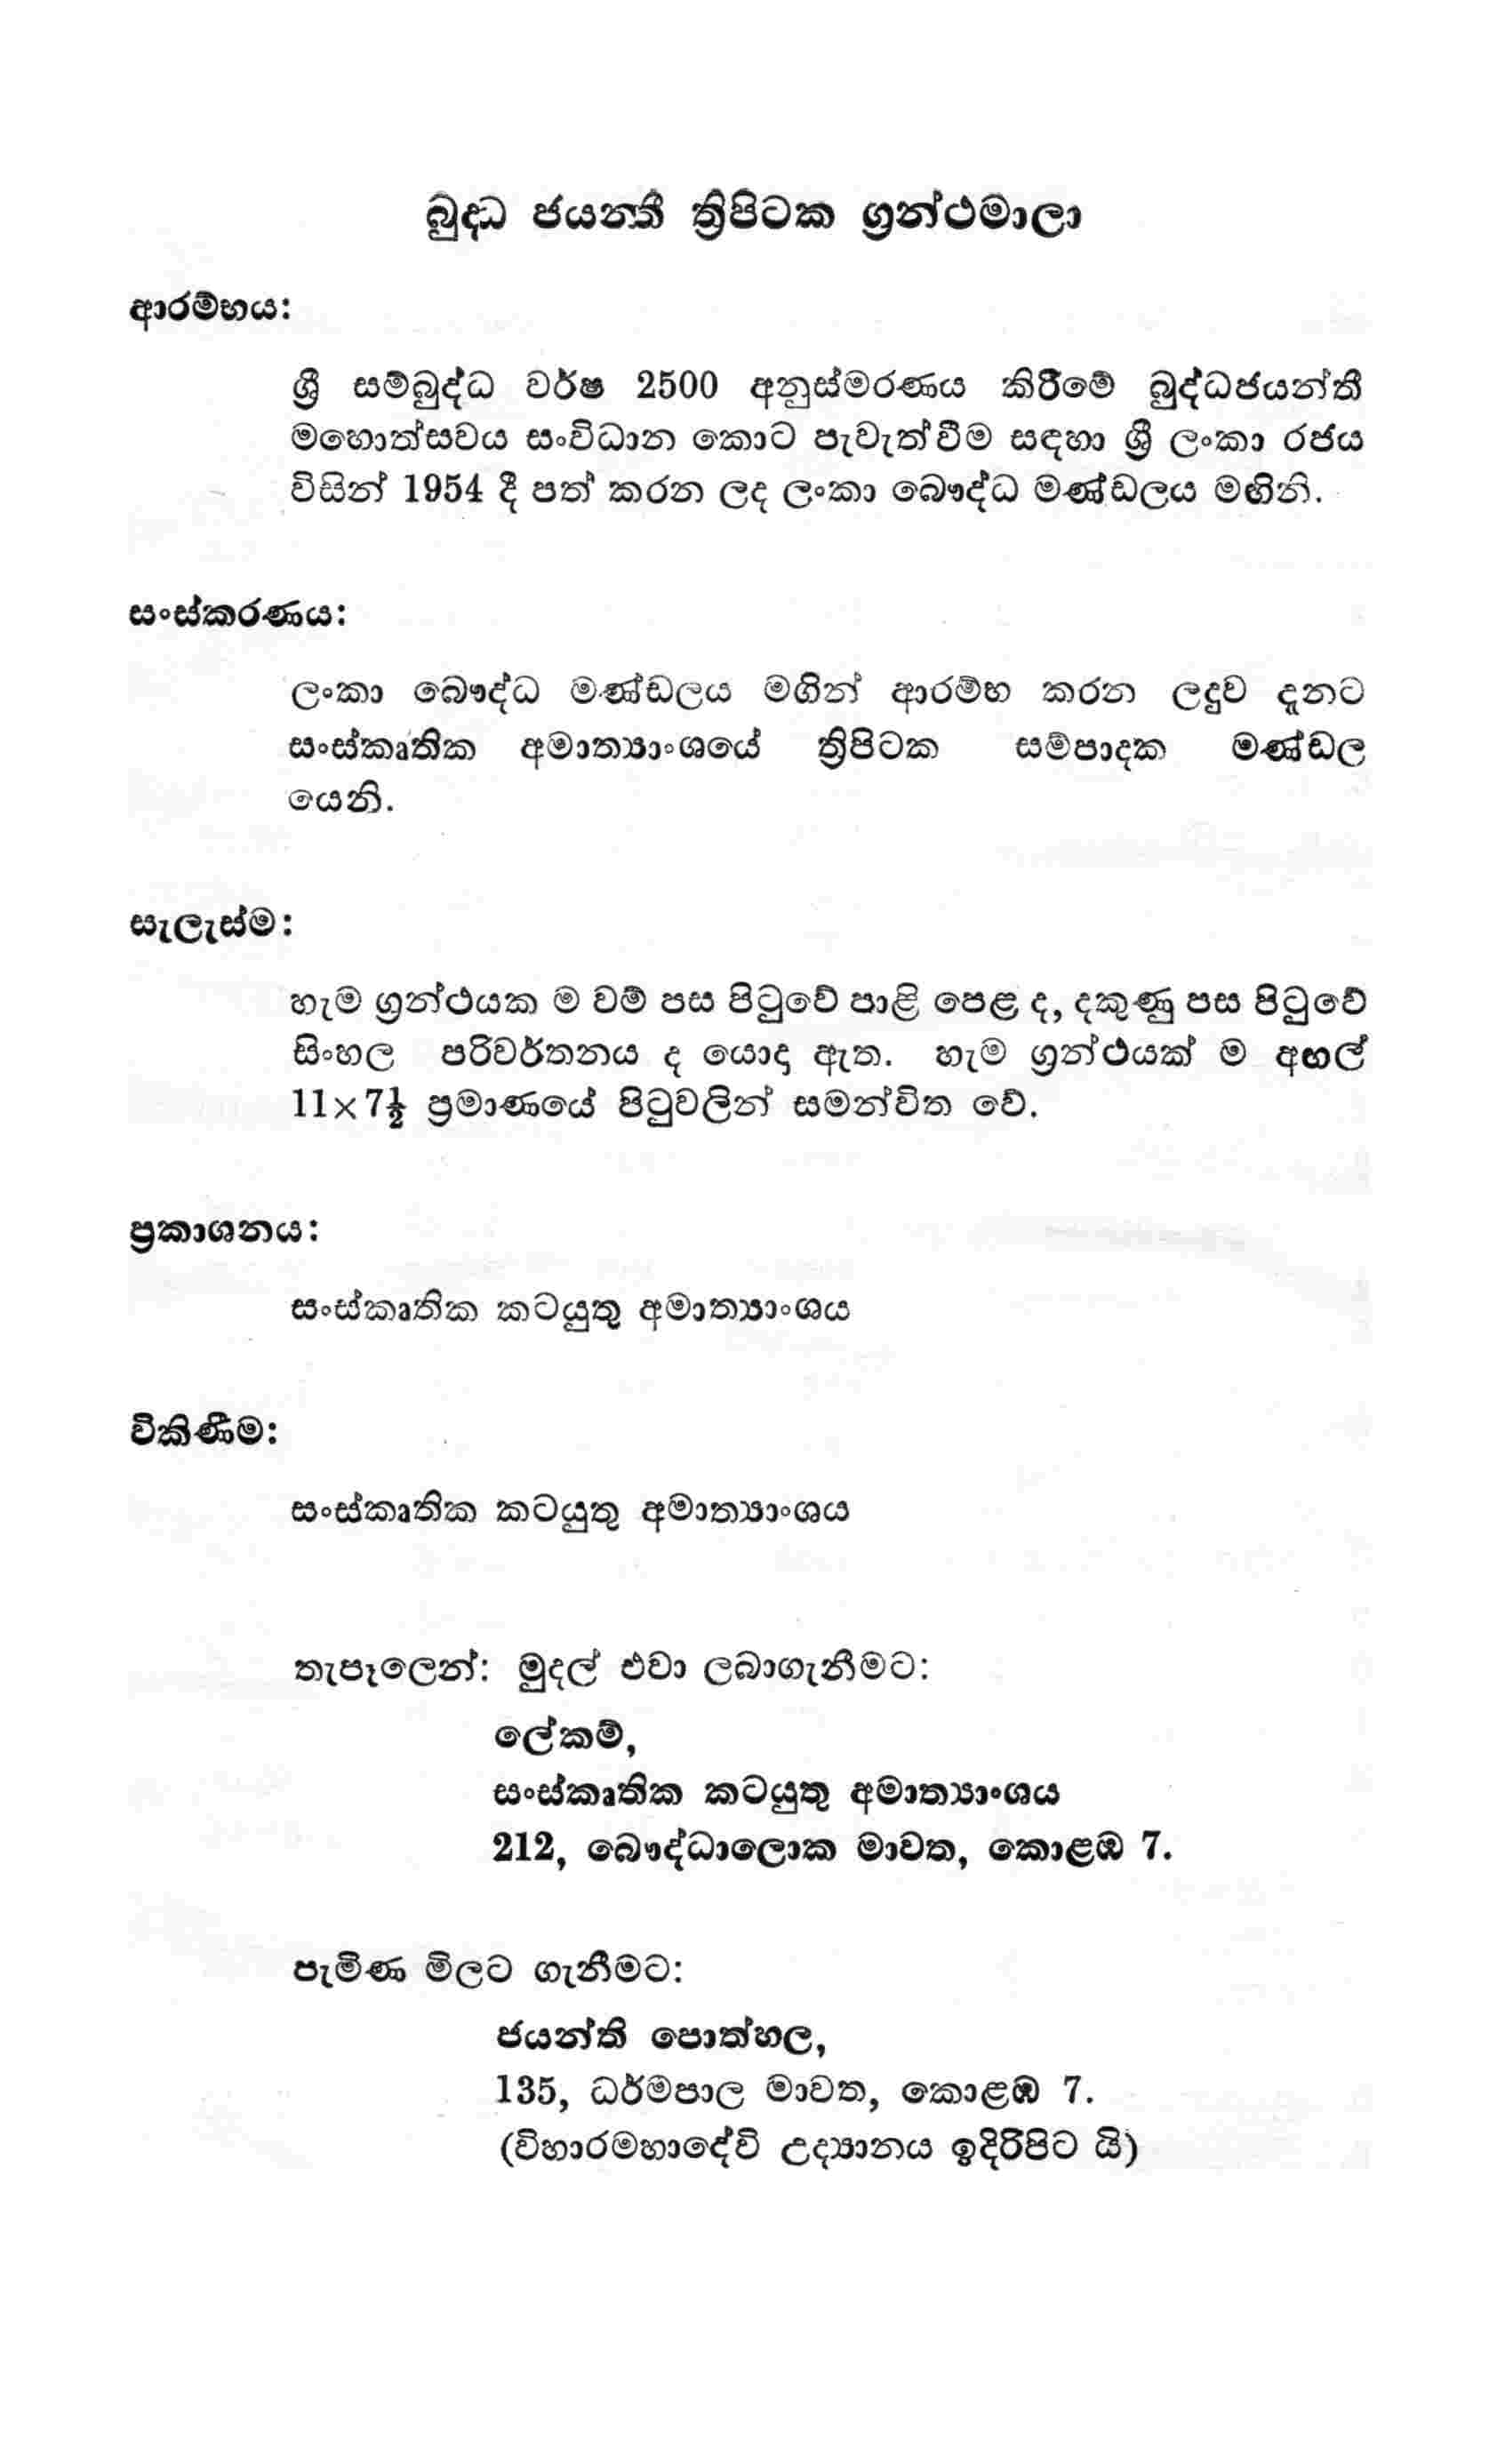 බුද්ධ ජයන්තී ත්‍රිපිටක ග්‍රන්ථමාලා
ආරම්භය:
ශ්‍රී සම්බුද්ධ වර්ෂ 2500 අනුස්මරණය කිරීමේ බුද්ධජයන්තී
මහොත්සවය සංවිධාන කොට පැවැත්වීම සඳහා ශ්‍රී ලංකා රජය
විසින් 1954 දී පත් කරන ලද ලංකා බෞද්ධ මණ්ඩලය මඟිනි.
සංස්කරණය:
ලංකා බෞද්ධ මණ්ඩලය මගින් ආරම්භ කරන ලදුව දැනට
සංස්කෘතික අමාත්‍යාංශයේ ත්‍රිපිටක සම්පාදක මණ්ඩල
යෙනි.
සැලැස්ම:
හැම ග්‍රන්ථයක ම වම් පස පිටුවේ පාළි පෙළ ද, දකුණු පස පිටුවේ
සිංහල පරිවර්තනය ද යොදා ඇත. හැම ග්‍රන්ථයක් ම අඟල්
11×7½ ප්‍රමාණයේ පිටුවලින් සමන්විත වේ.
ප්‍රකාශනය:
සංස්කෘතික කටයුතු අමාත්‍යාංශය
විකිණීම:
සංස්කෘතික කටයුතු අමාත්‍යාංශය
තැපෑලෙන්: මුදල් එවා ලබාගැනීමට:
ලේකම්,
සංස්කෘතික කටයුතු අමාත්‍යාංශය
212, බෞද්ධාලොක මාවත, කොළඹ 7.
පැමිණ මිලට ගැනීමට:
ජයන්ති පොත්හල,
135, ධර්මපාල මාවත, කොළඹ 7.
(විහාරමහාදේවි උද්‍යානය ඉදිරිපිට යි)